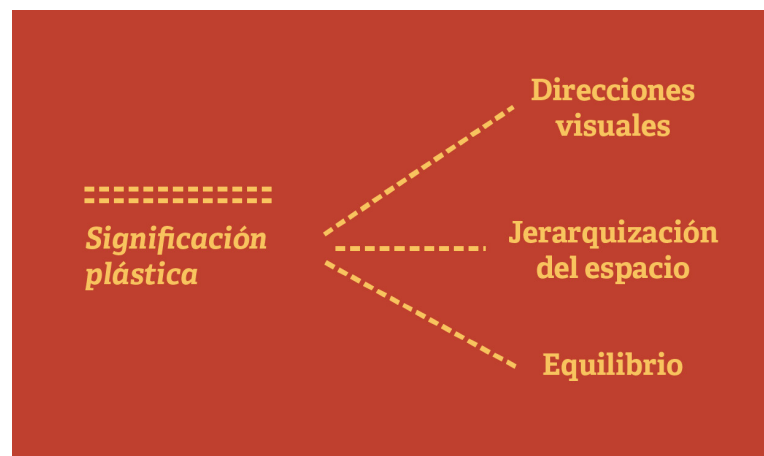 Significación
plástica
Direcciones
visuales
Jerarquización
del espacio
Equilibrio